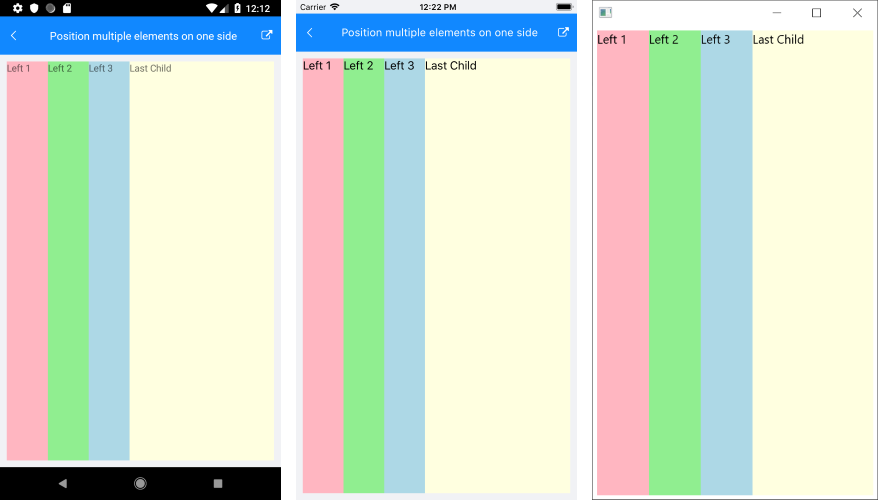 12:12
Position multiple elements on one side
Left 1 Left 2 Left 3 Last Child
Carrier 12:22 PM
Position multiple elements on one side
Left 1 Left 2 Left 3 Last Child
Left 1 Left 2 Left 3 Last Child